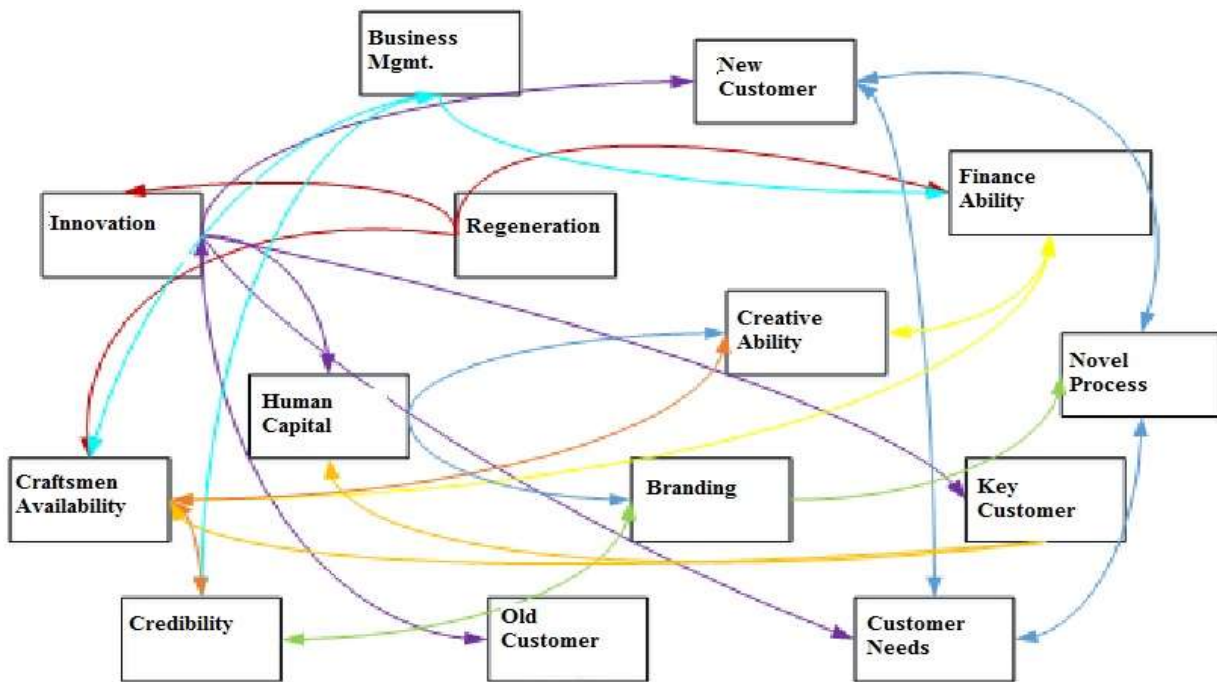 Business
Mgmt.
New
Customer
Finance
Ability
Innovation
Regeneration
Creative
Ability
Novel
Process
Human
Capital
Craftsmen
Availability
Branding
Key
Customer
Credibility
Old
Customer
Customer
Needs